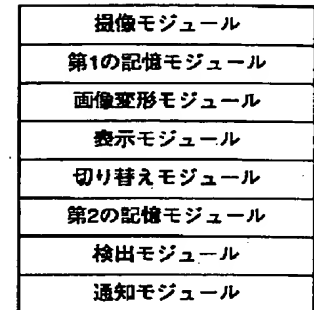 撮像モジュール
第1の記憶モジュール
画像変形モジュール
表示モジュール
切り替えモジュール
第2の記憶モジュール
検出モジュール
通知モジュール